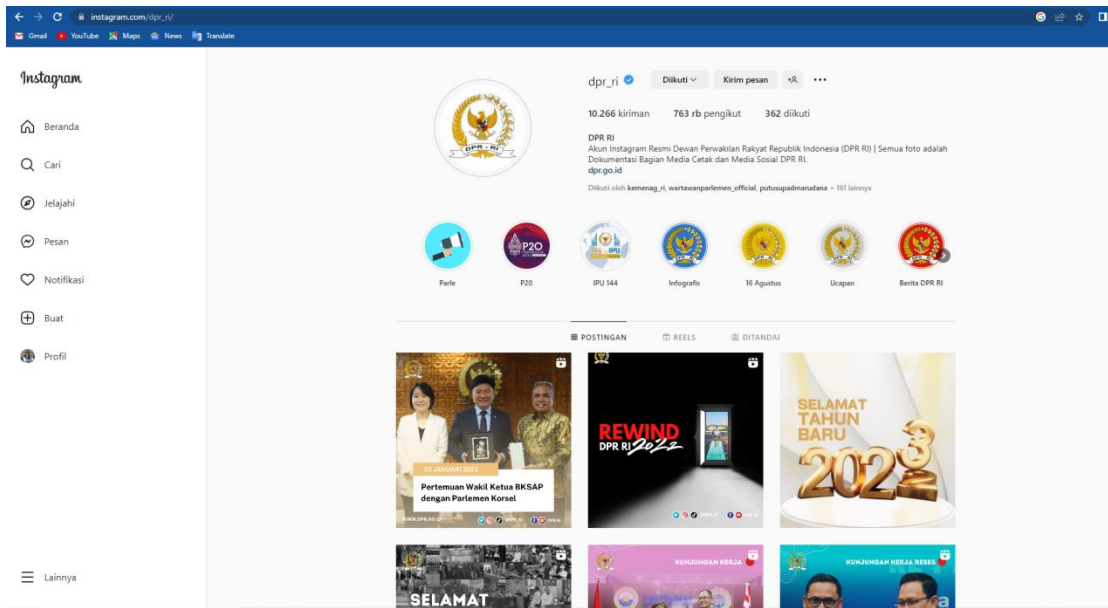 instagram.com/dpr_ri/
Gmail YouTube Maps News Translate
Instagram
Beranda
Cari
Jelajahi
Pesan
Notifikasi
Buat
Profil
Lainnya
dpr_ri Diikuti Kirim pesan
10.266 kiriman 763 rb pengikut 362 diikuti
DPR RI
Akun Instagram Resmi Dewan Perwakilan Rakyat Republik Indonesia (DPR RI) | Semua foto adalah
Dokumentasi Bagian Media Cetak dan Media Sosial DPR RI.
dpr.go.id
Diikuti oleh kemenag_ri, wartawanparlemen_official, putusupadmarudana + 161 lainnya
DPR - RI
P20
IPU
Parle P20 IPU 144 Infografis 16 Agustus Ucapan Berita DPR RI
POSTINGAN REELS DITANDAI
02 JANUARI 2023
Pertemuan Wakil Ketua BKSAP
dengan Parlemen Korsel
WWW.DPR.GO.ID
REWIND
DPR RI 2022
SELAMAT
TAHUN
BARU
2023
SELAMAT
KUNJUNGAN KERJA
KUNJUNGAN KERJA RESES